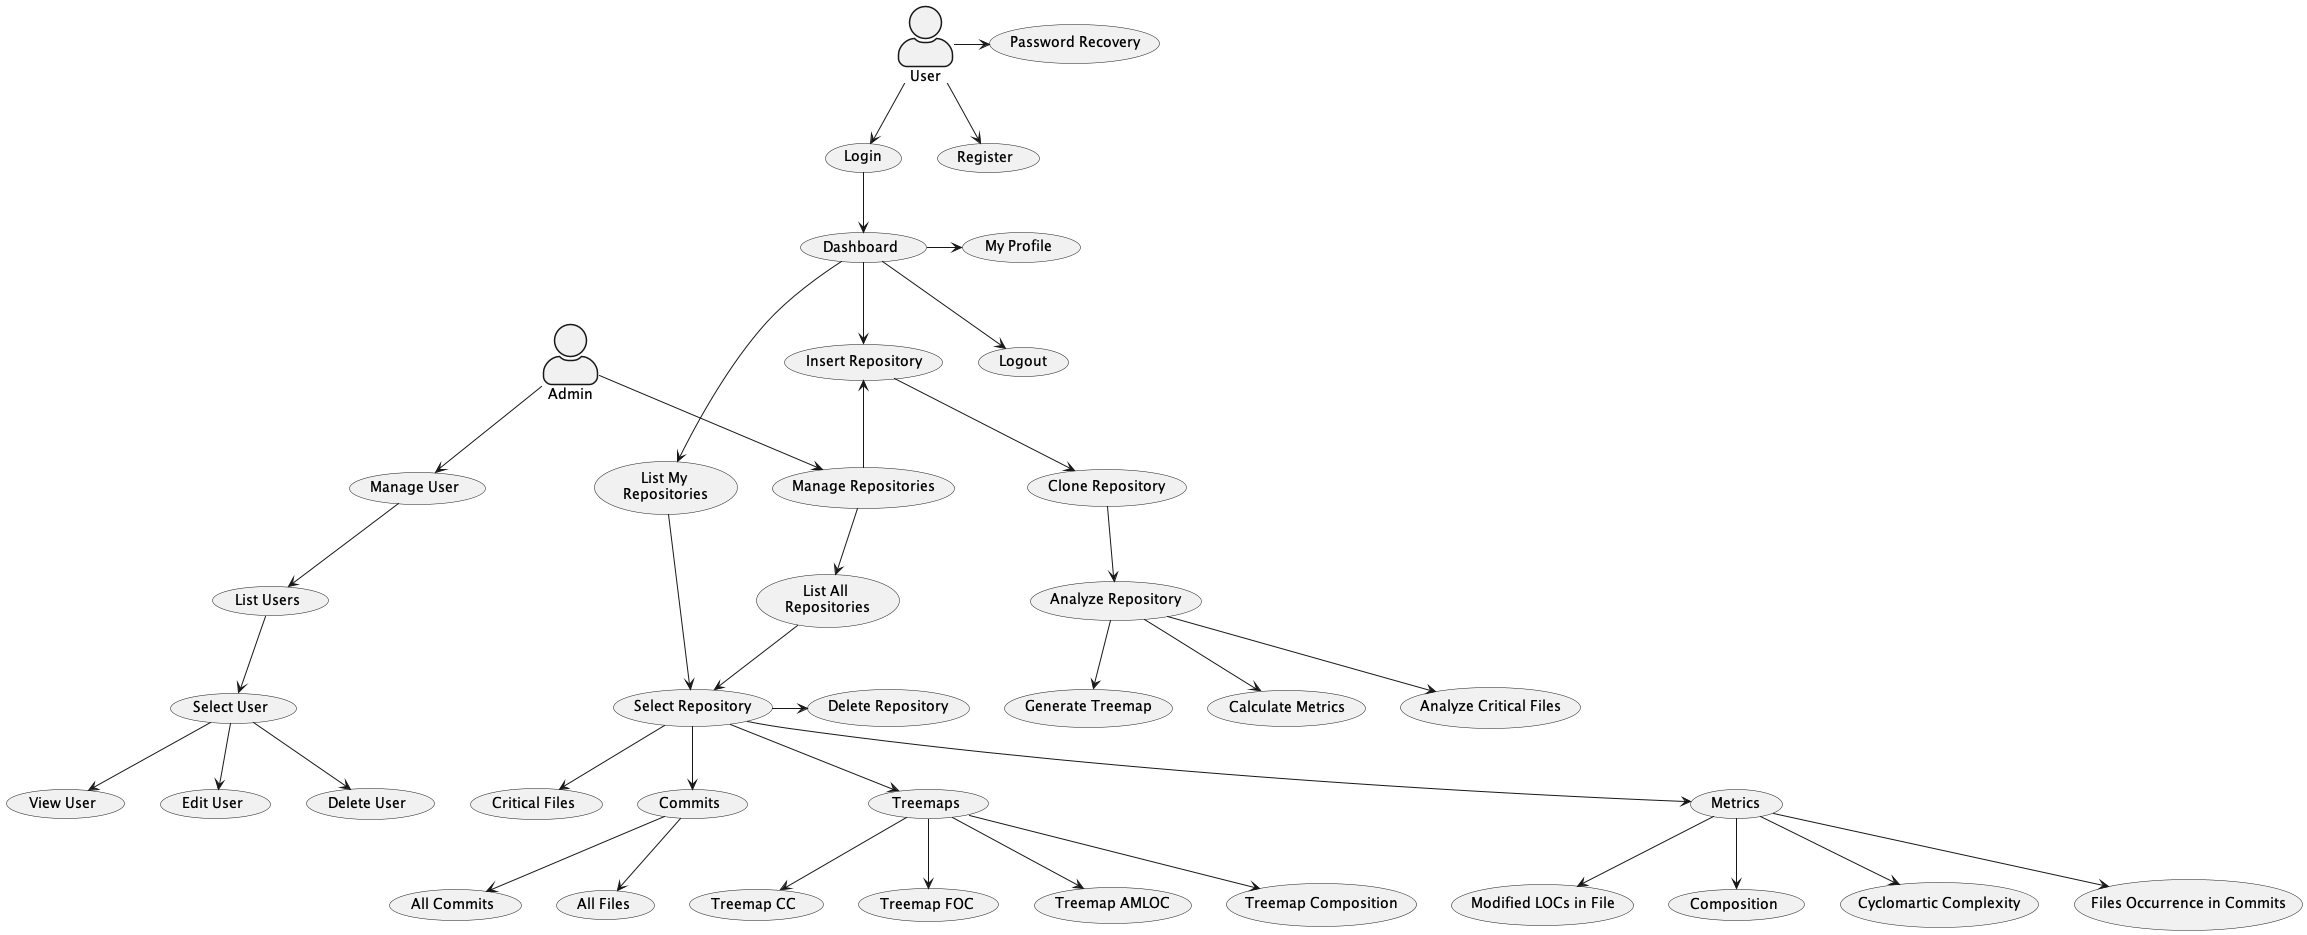 Password Recovery
User
Login
Register
Dashboard
My Profile
Insert Repository
Logout
Admin
Manage User
List My
Repositories
Manage Repositories
Clone Repository
List Users
List All
Repositories
Analyze Repository
Select User
Select Repository
Delete Repository
Generate Treemap
Calculate Metrics
Analyze Critical Files
View User
Edit User
Delete User
Critical Files
Commits
Treemaps
Metrics
All Commits
All Files
Treemap CC
Treemap FOC
Treemap AMLOC
Treemap Composition
Modified LOCs in File
Composition
Cyclomartic Complexity
Files Occurrence in Commits